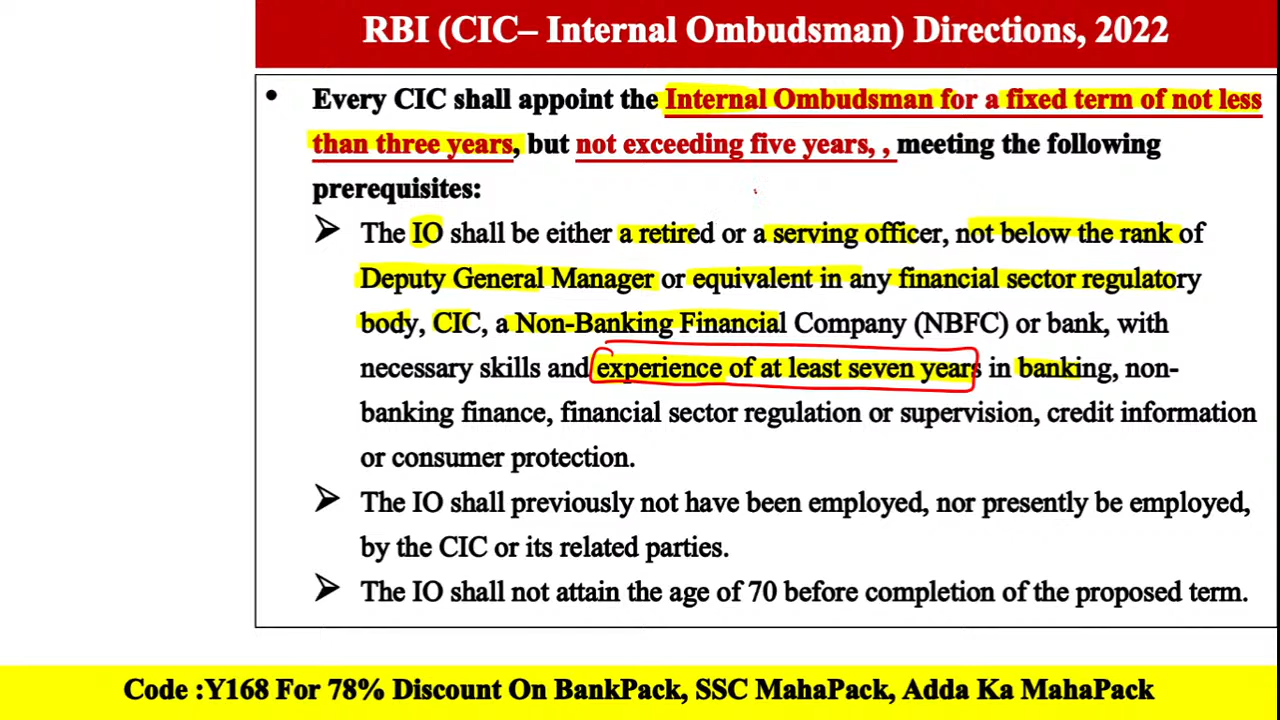 RBI (CIC– Internal Ombudsman) Directions, 2022
• Every CIC shall appoint the Internal Ombudsman for a fixed term of not less
than three years, but not exceeding five years, , meeting the following
prerequisites:
➢ The IO shall be either a retired or a serving officer, not below the rank of
Deputy General Manager or equivalent in any financial sector regulatory
body, CIC, a Non-Banking Financial Company (NBFC) or bank, with
necessary skills and experience of at least seven years in banking, non-
banking finance, financial sector regulation or supervision, credit information
or consumer protection.
➢ The IO shall previously not have been employed, nor presently be employed,
by the CIC or its related parties.
➢ The IO shall not attain the age of 70 before completion of the proposed term.
Code :Y168 For 78% Discount On BankPack, SSC MahaPack, Adda Ka MahaPack